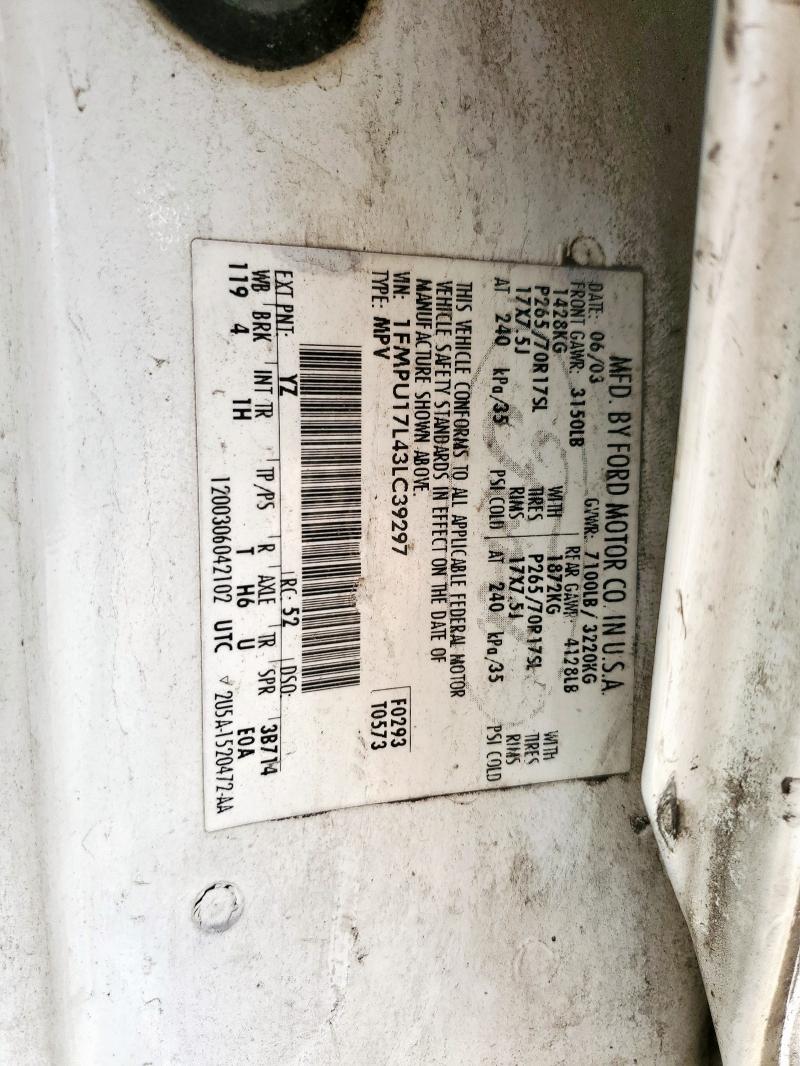 MFD. BY FORD MOTOR CO. IN U.S.A.
DATE: 06/03 GVWR: 7100LB/ 3220KG
FRONT GAWR: 3150LB REAR GAWR: 4128LB
1428KG WITH 1872KG WITH
P265/70R17SL TIRES P265/70R17SL TIRES
17X7.5J RIMS 17X7.5J RIMS
AT 240 kPa/35 PSI COLD AT 240 kPa/35 PSI COLD
THIS VEHICLE CONFORMS TO ALL APPLICABLE FEDERAL MOTOR
VEHICLE SAFETY STANDARDS IN EFFECT ON THE DATE OF
MANUFACTURE SHOWN ABOVE.
VIN: 1FMPU17L43LC39297 F0293
TYPE: MPV T0573
EXT PNT: YZ RC: 52 DSO:
WB BRK INT TR TP/PS R AXLE TR SPR 3B714
119 4 1H T H6 U E0A
1200306042102 UTC ▽ 2U5A-1520472-AA